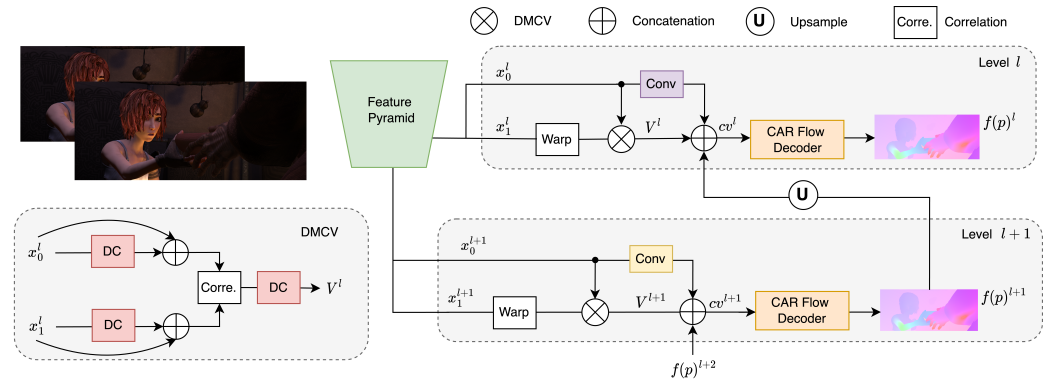 DMCV
Concatenation
U
Upsample
Corre.
Correlation
Level l
Feature
Pyramid
x_0^l
Conv
x_1^l
Warp
V^l
cv^l
CAR Flow
Decoder
f(p)^l
U
DMCV
x_0^l
DC
Corre.
DC
V^l
x_1^l
DC
Level l + 1
x_0^{l+1}
Conv
x_1^{l+1}
Warp
V^{l+1}
cv^{l+1}
CAR Flow
Decoder
f(p)^{l+1}
f(p)^{l+2}